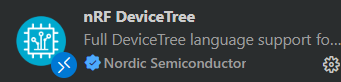 nRF DeviceTree
Full DeviceTree language support fo...
Nordic Semiconductor